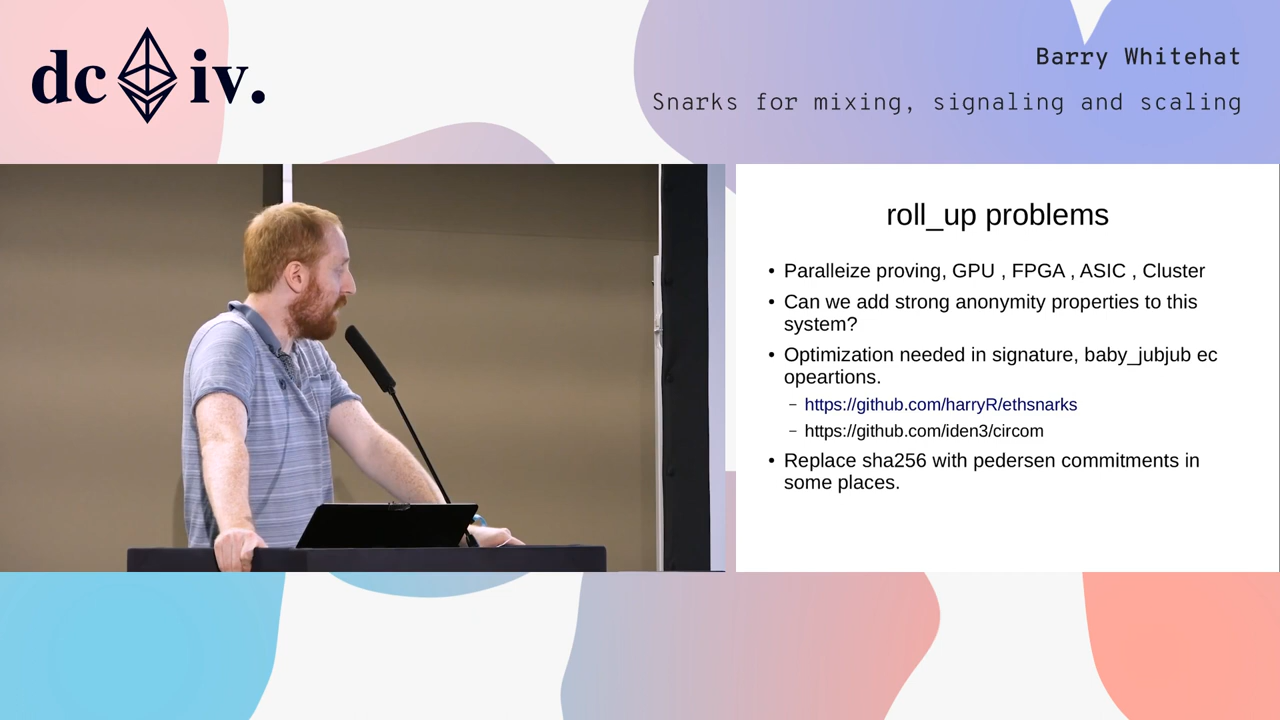 dc iv.
Barry Whitehat
Snarks for mixing, signaling and scaling
roll_up problems
• Paralleize proving, GPU , FPGA , ASIC , Cluster
• Can we add strong anonymity properties to this
system?
• Optimization needed in signature, baby_jubjub ec
opeartions.
– https://github.com/harryR/ethsnarks
– https://github.com/iden3/circom
• Replace sha256 with pedersen commitments in
some places.